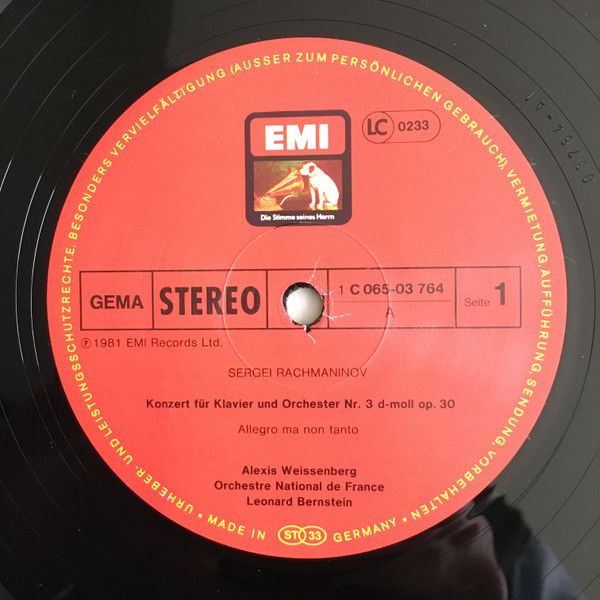 URHEBER- UND LEISTUNGSSCHUTZRECHTE, BESONDERS VERVIELFÄLTIGUNG (AUSSER ZUM PERSÖNLICHEN GEBRAUCH), VERMIETUNG, AUFFÜHRUNG, SENDUNG, VORBEHALTEN •
EMI
Die Stimme seines Herrn
LC 0233
03764-A1
GEMA
STEREO
1 C 065-03 764
A
Seite 1
℗ 1981 EMI Records Ltd.
SERGEI RACHMANINOV
Konzert für Klavier und Orchester Nr. 3 d-moll op. 30
Allegro ma non tanto
Alexis Weissenberg
Orchestre National de France
Leonard Bernstein
• MADE IN ST 33 GERMANY •